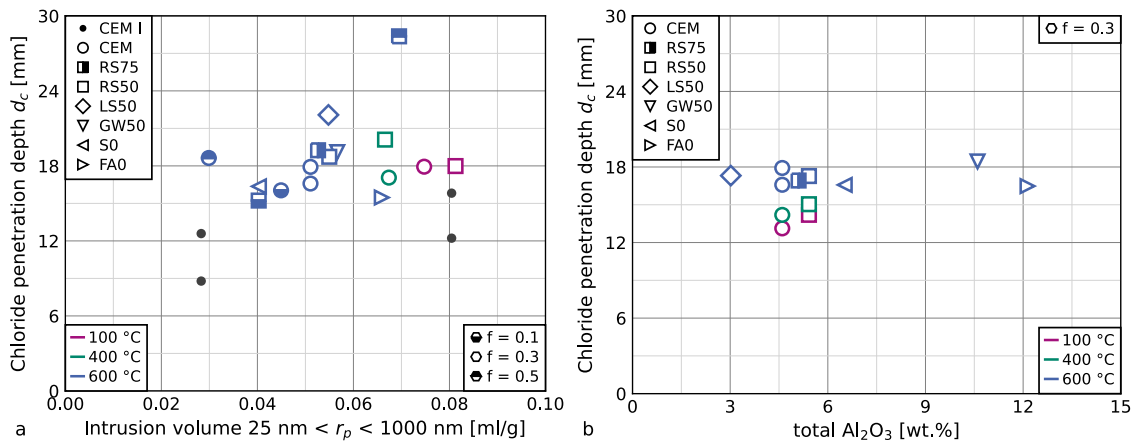 30
24
18
12
6
0
Chloride penetration depth d_c [mm]
CEM I
CEM
RS75
RS50
LS50
GW50
S0
FA0
100 °C
400 °C
600 °C
f = 0.1
f = 0.3
f = 0.5
0.00 0.02 0.04 0.06 0.08 0.10
a Intrusion volume 25 nm < r_p < 1000 nm [ml/g]
30
24
18
12
6
0
Chloride penetration depth d_c [mm]
CEM
RS75
RS50
LS50
GW50
S0
FA0
f = 0.3
100 °C
400 °C
600 °C
0 3 6 9 12 15
b total Al₂O₃ [wt.%]